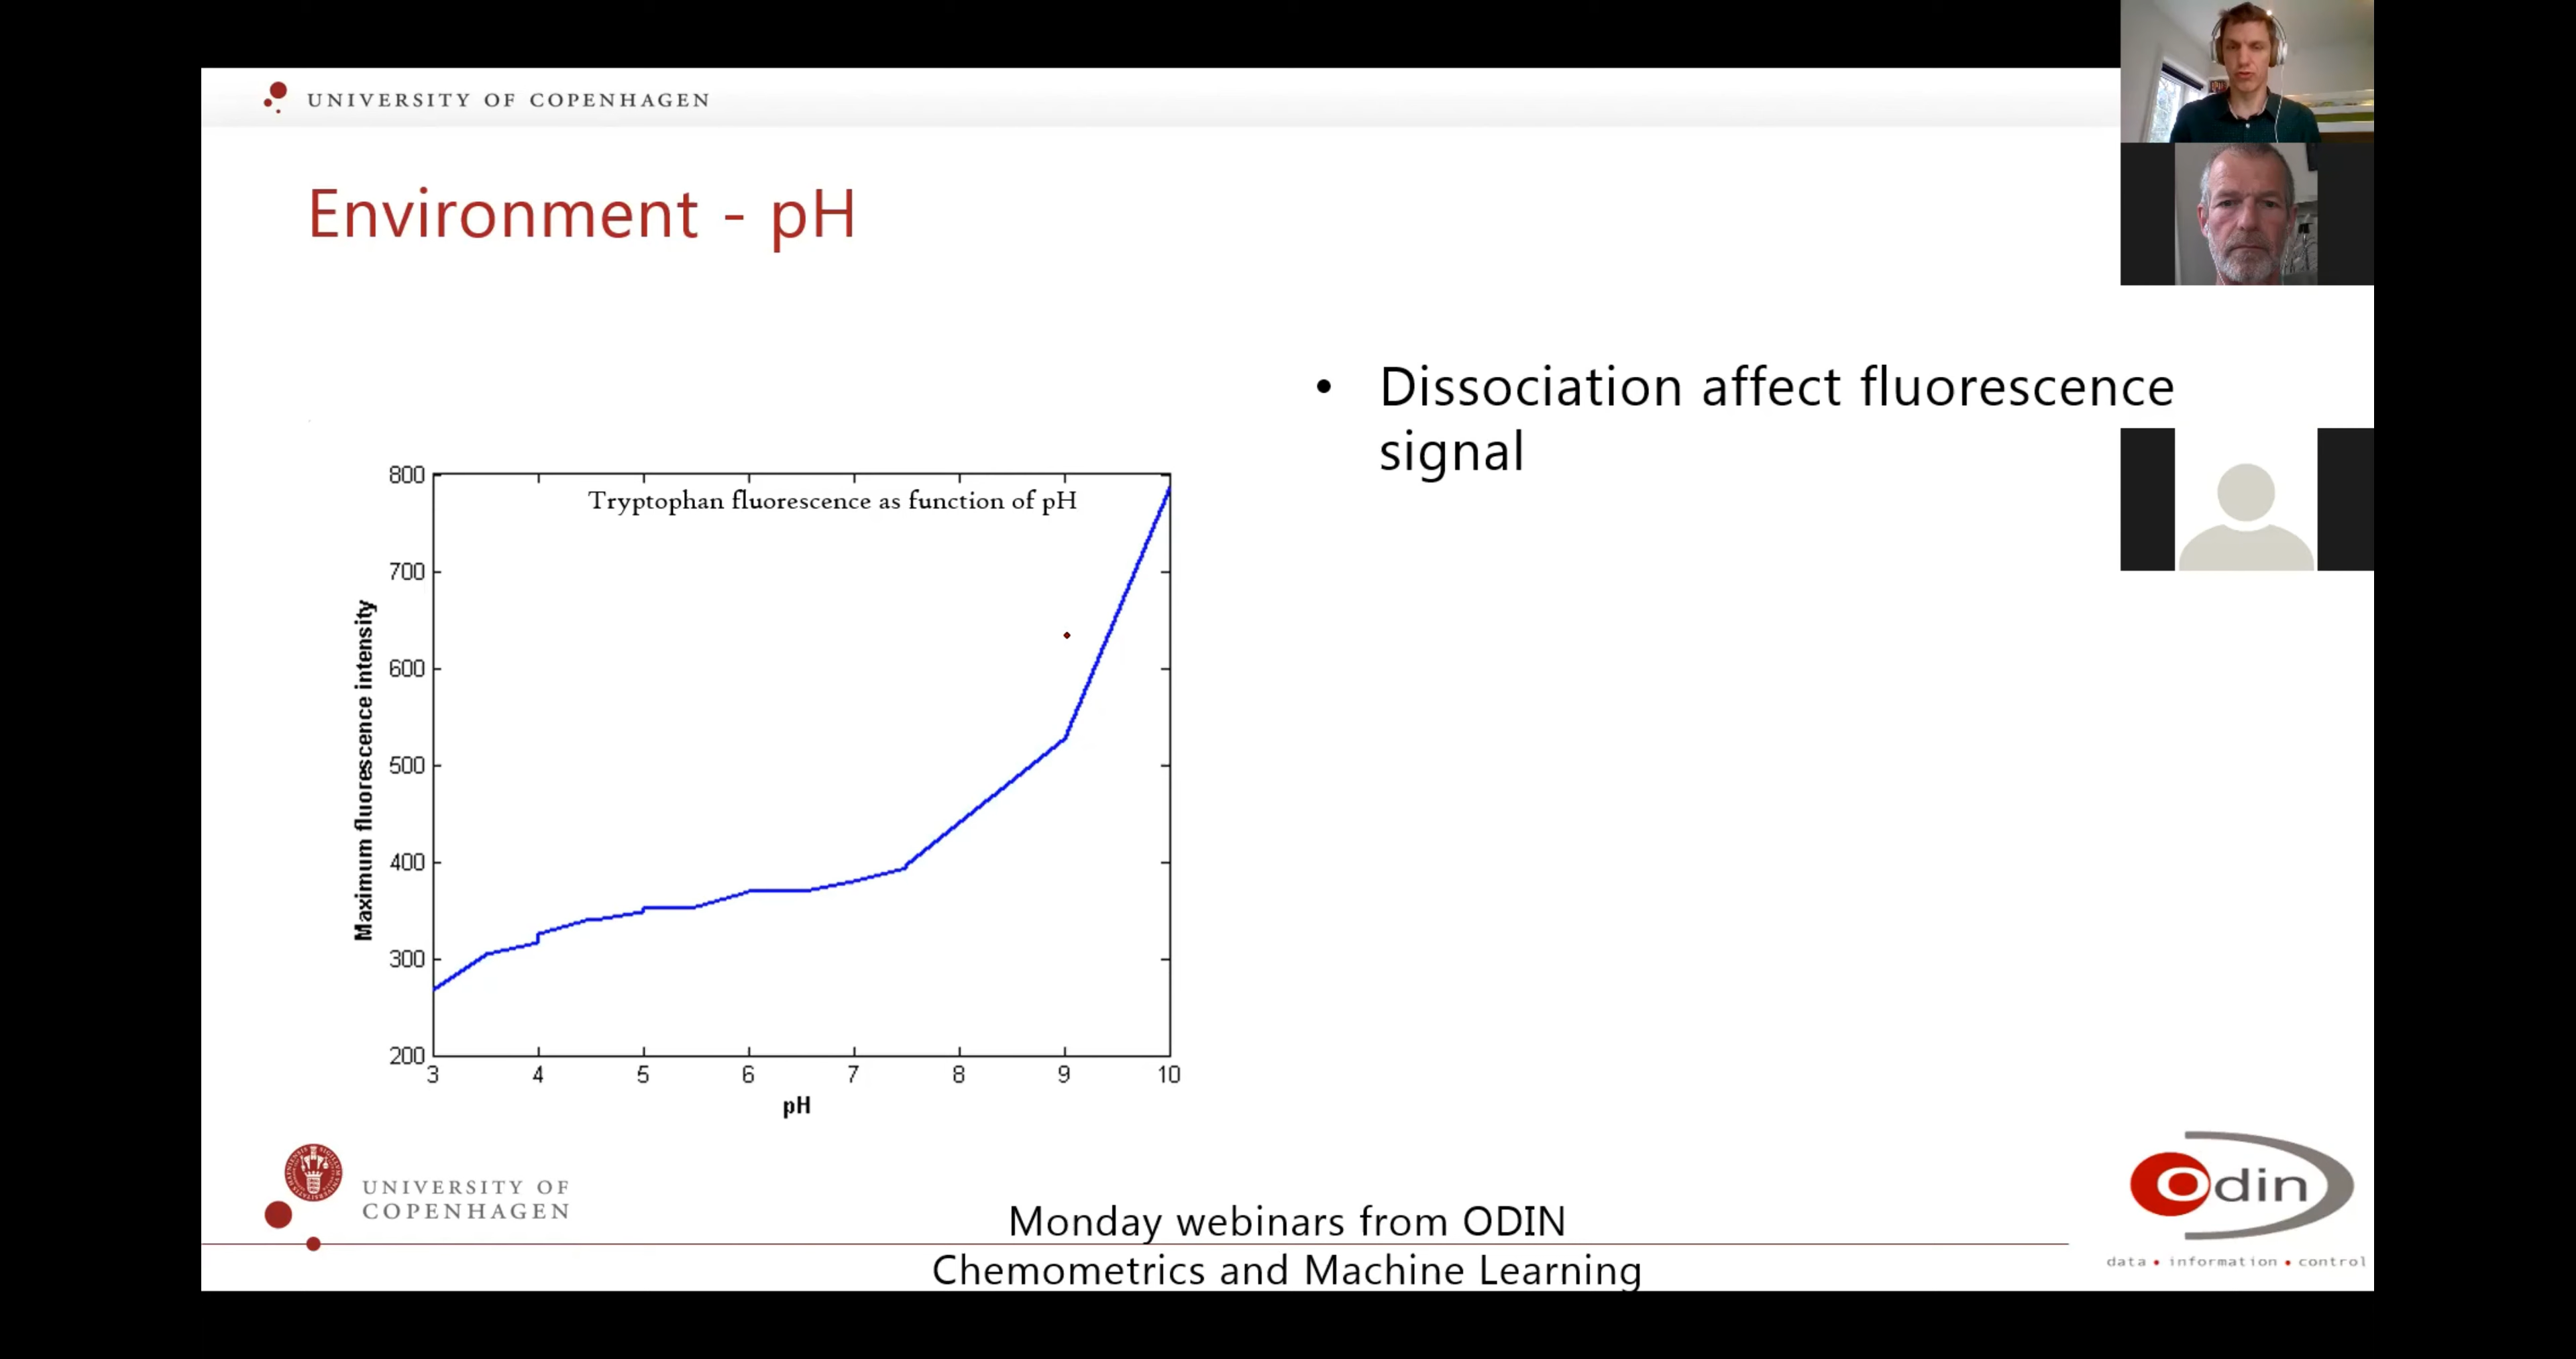 UNIVERSITY OF COPENHAGEN
Environment - pH
• Dissociation affect fluorescence
signal
Tryptophan fluorescence as function of pH
Maximum fluorescence intensity
800
700
600
500
400
300
200
3 4 5 6 7 8 9 10
pH
UNIVERSITY OF
COPENHAGEN
Monday webinars from ODIN
Chemometrics and Machine Learning
Odin
data • information • control